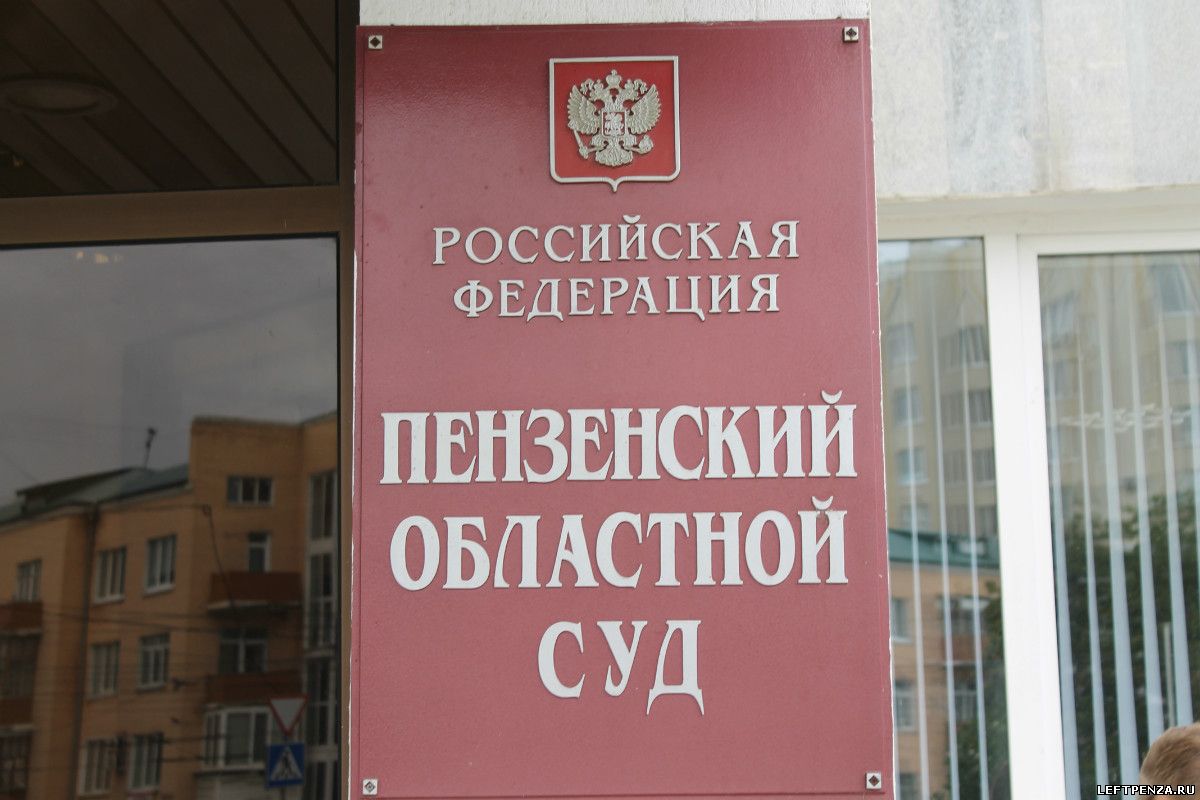 РОССИЙСКАЯ
ФЕДЕРАЦИЯ
ПЕНЗЕНСКИЙ
ОБЛАСТНОЙ
СУД
LEFTPENZA.RU